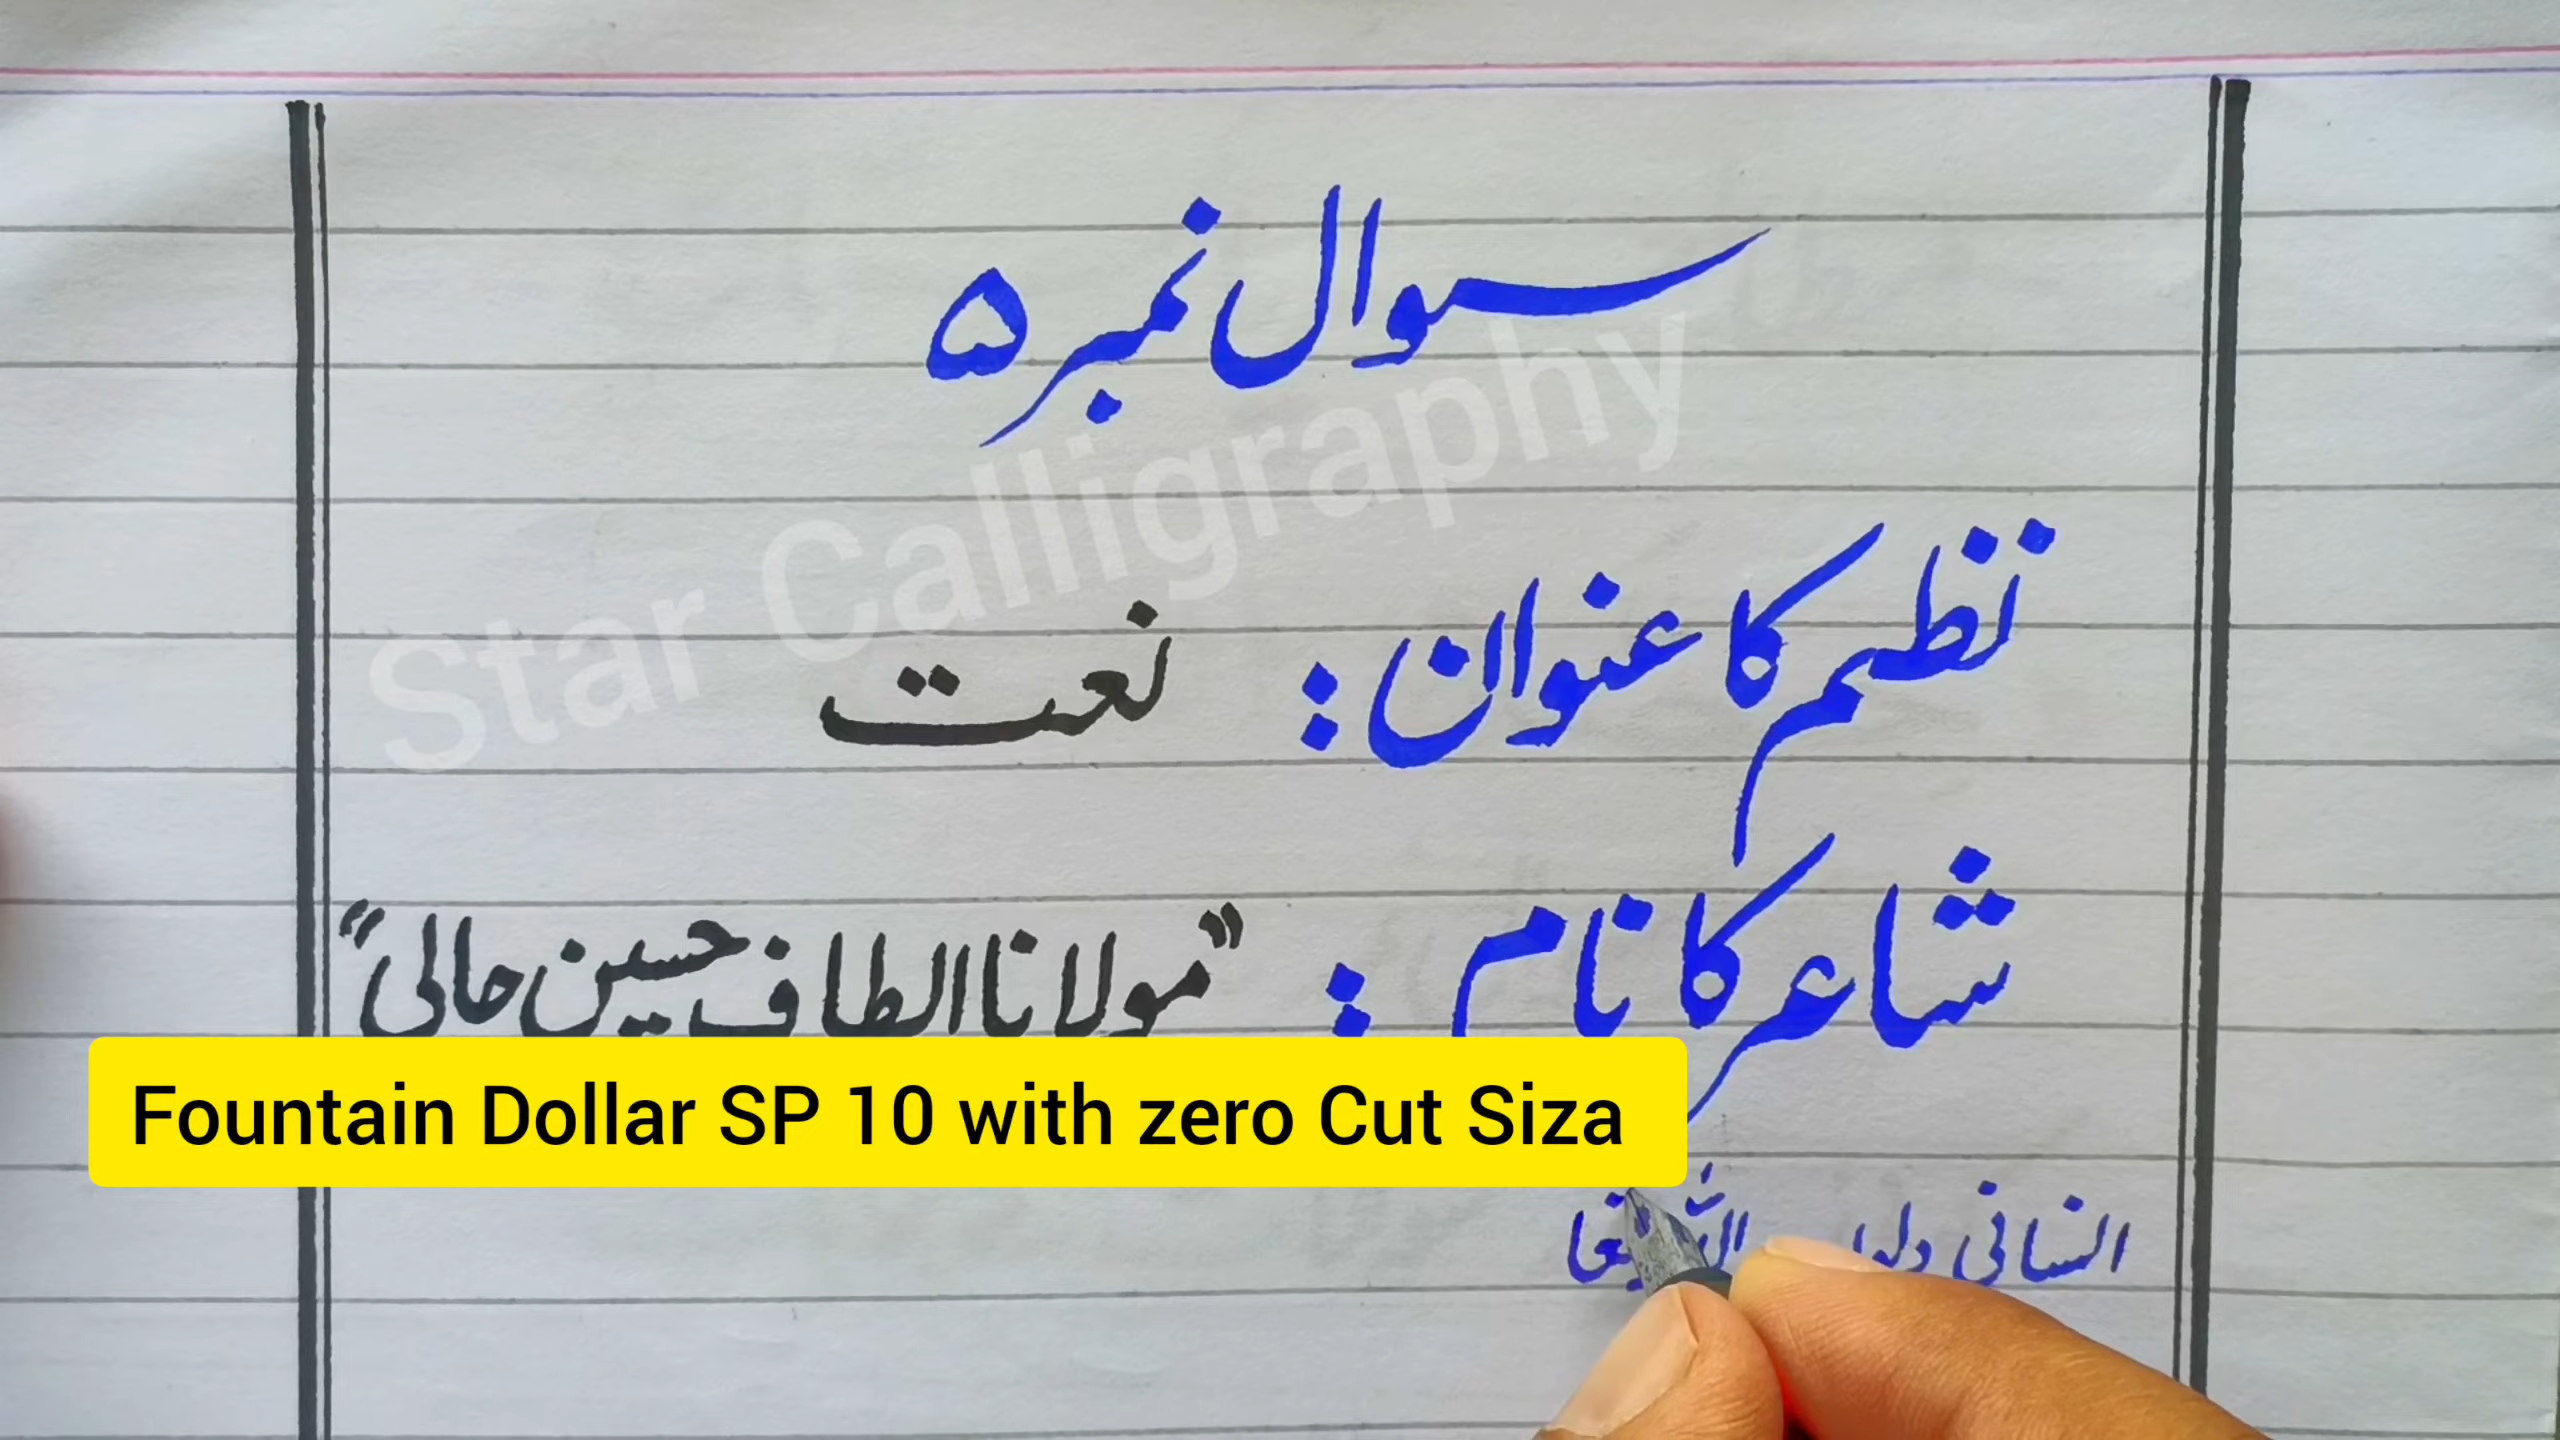 سوال نمبر ۵
نظم کا عنوان : نعت
شاعر کا نام : "مولانا الطاف حسین حالی"
Star Calligraphy
Fountain Dollar SP 10 with zero Cut Siza
انسانی